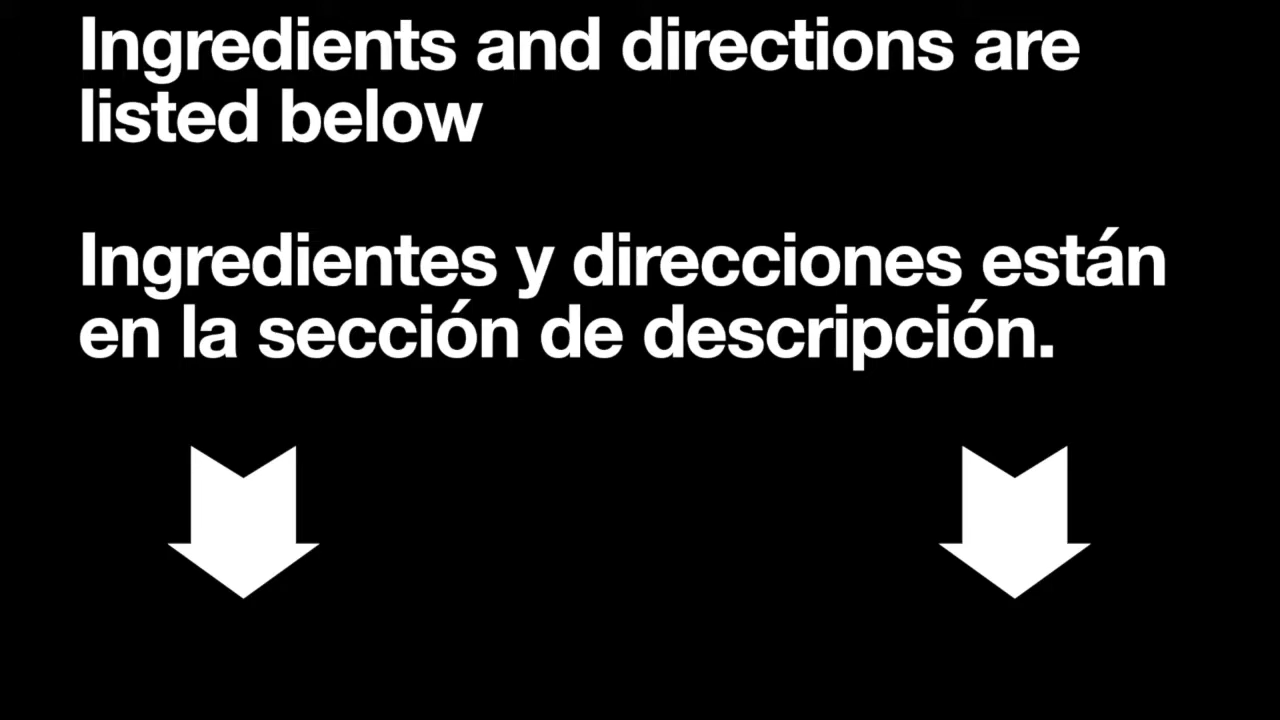 Ingredients and directions are
listed below
Ingredientes y direcciones están
en la sección de descripción.